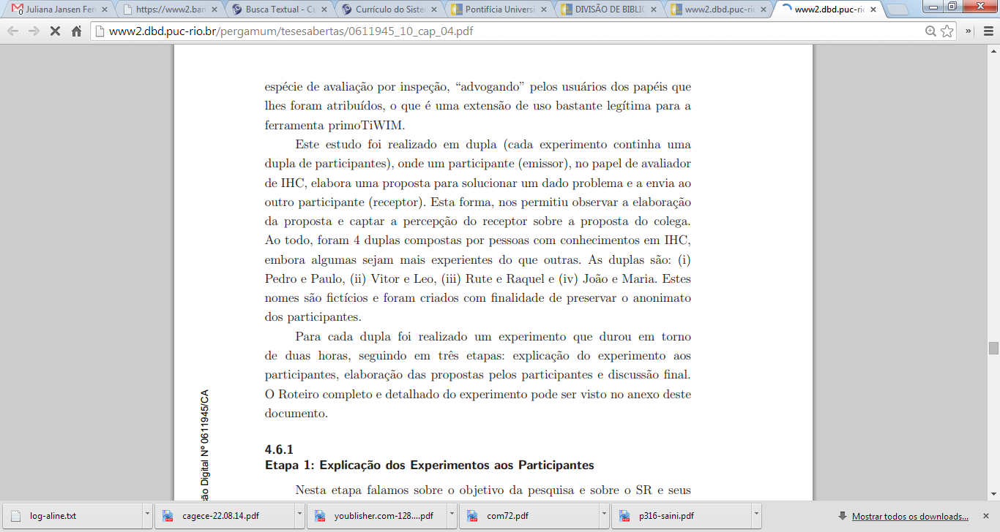 Juliana Jansen Fer
https://www2.ban
Busca Textual - Cu
Currículo do Siste
Pontifícia Universi
DIVISÃO DE BIBLIO
www2.dbd.puc-rio
www2.dbd.puc-rio
www2.dbd.puc-rio.br/pergamum/tesesabertas/0611945_10_cap_04.pdf
espécie de avaliação por inspeção, “advogando” pelos usuários dos papéis que
lhes foram atribuídos, o que é uma extensão de uso bastante legítima para a
ferramenta primoTiWIM.
Este estudo foi realizado em dupla (cada experimento continha uma
dupla de participantes), onde um participante (emissor), no papel de avaliador
de IHC, elabora uma proposta para solucionar um dado problema e a envia ao
outro participante (receptor). Esta forma, nos permitiu observar a elaboração
da proposta e captar a percepção do receptor sobre a proposta do colega.
Ao todo, foram 4 duplas compostas por pessoas com conhecimentos em IHC,
embora algumas sejam mais experientes do que outras. As duplas são: (i)
Pedro e Paulo, (ii) Vitor e Leo, (iii) Rute e Raquel e (iv) João e Maria. Estes
nomes são fictícios e foram criados com finalidade de preservar o anonimato
dos participantes.
Para cada dupla foi realizado um experimento que durou em torno
de duas horas, seguindo em três etapas: explicação do experimento aos
participantes, elaboração das propostas pelos participantes e discussão final.
O Roteiro completo e detalhado do experimento pode ser visto no anexo deste
documento.
ão Digital Nº 0611945/CA
4.6.1
Etapa 1: Explicação dos Experimentos aos Participantes
Nesta etapa falamos sobre o objetivo da pesquisa e sobre o SR e seus
log-aline.txt
cagece-22.08.14.pdf
youblisher.com-128....pdf
com72.pdf
p316-saini.pdf
Mostrar todos os downloads...